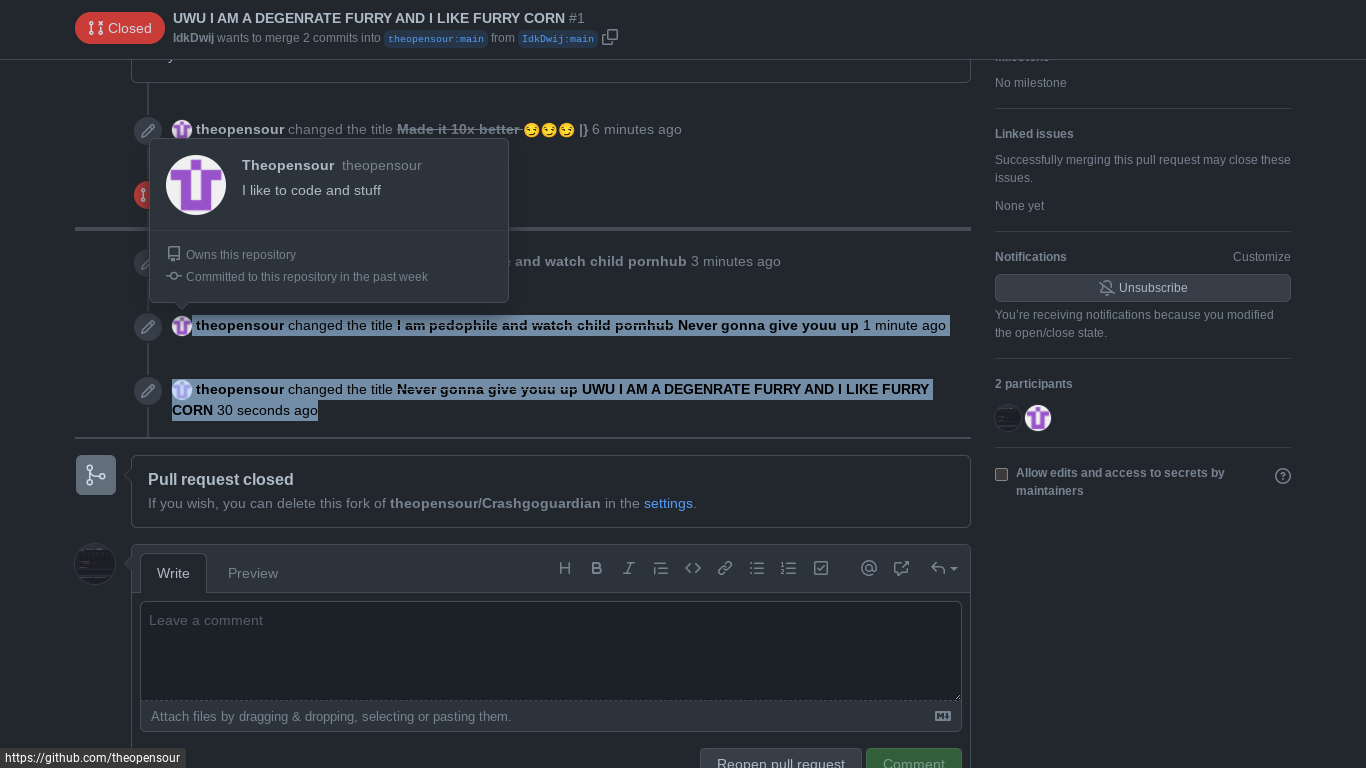 Closed
UWU I AM A DEGENRATE FURRY AND I LIKE FURRY CORN #1
IdkDwij wants to merge 2 commits into theopensour:main from IdkDwij:main
Milestone
No milestone
theopensour changed the title Made it 10x better 😏😏😏 |} 6 minutes ago
Linked issues
Theopensour theopensour
Successfully merging this pull request may close these
issues.
I like to code and stuff
None yet
Owns this repository
Notifications
Customize
and watch child pornhub 3 minutes ago
Committed to this repository in the past week
Unsubscribe
You're receiving notifications because you modified
the open/close state.
theopensour changed the title I am pedophile and watch child pornhub Never gonna give youu up 1 minute ago
2 participants
theopensour changed the title Never gonna give youu up UWU I AM A DEGENRATE FURRY AND I LIKE FURRY
CORN 30 seconds ago
Allow edits and access to secrets by
maintainers
Pull request closed
If you wish, you can delete this fork of theopensour/Crashgoguardian in the settings.
Write
Preview
Leave a comment
Attach files by dragging & dropping, selecting or pasting them.
https://github.com/theopensour
Reopen pull request
Comment